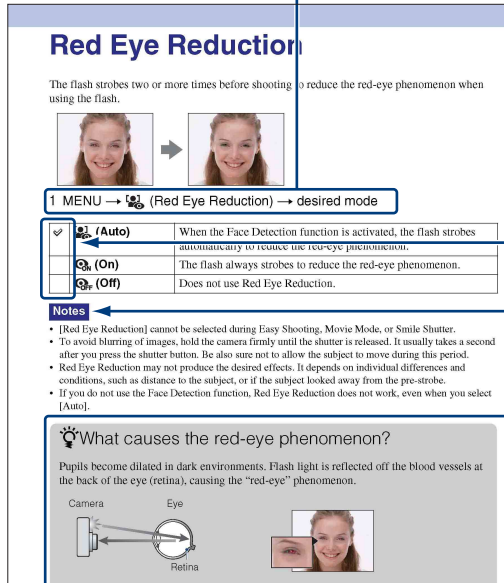 Red Eye Reduction
The flash strobes two or more times before shooting to reduce the red-eye phenomenon when
using the flash.
1 MENU → (Red Eye Reduction) → desired mode
(Auto)
When the Face Detection function is activated, the flash strobes
automatically to reduce the red-eye phenomenon.
ON (On)
The flash always strobes to reduce the red-eye phenomenon.
OFF (Off)
Does not use Red Eye Reduction.
Notes
• [Red Eye Reduction] cannot be selected during Easy Shooting, Movie Mode, or Smile Shutter.
• To avoid blurring of images, hold the camera firmly until the shutter is released. It usually takes a second
after you press the shutter button. Be also sure not to allow the subject to move during this period.
• Red Eye Reduction may not produce the desired effects. It depends on individual differences and
conditions, such as distance to the subject, or if the subject looked away from the pre-strobe.
• If you do not use the Face Detection function, Red Eye Reduction does not work, even when you select
[Auto].
What causes the red-eye phenomenon?
Pupils become dilated in dark environments. Flash light is reflected off the blood vessels at
the back of the eye (retina), causing the “red-eye” phenomenon.
Camera
Eye
Retina